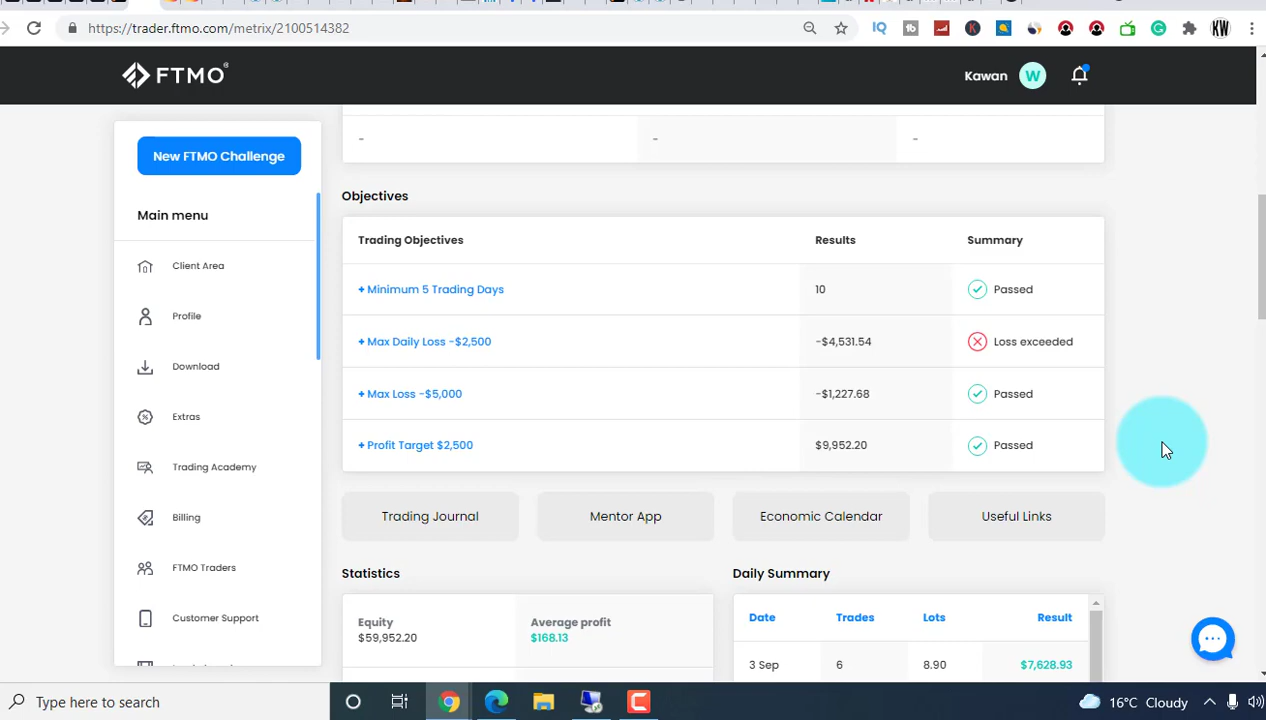 https://trader.ftmo.com/metrix/2100514382
KW
FTMO®
Kawan W
New FTMO Challenge
Main menu
Client Area
Profile
Download
Extras
Trading Academy
Billing
FTMO Traders
Customer Support
- - -
Objectives
Trading Objectives Results Summary
+ Minimum 5 Trading Days 10 Passed
+ Max Daily Loss -$2,500 -$4,531.54 Loss exceeded
+ Max Loss -$5,000 -$1,227.68 Passed
+ Profit Target $2,500 $9,952.20 Passed
Trading Journal Mentor App Economic Calendar Useful Links
Statistics Daily Summary
Equity Average profit
$59,952.20 $168.13
Date Trades Lots Result
3 Sep 6 8.90 $7,628.93
Type here to search
16°C Cloudy